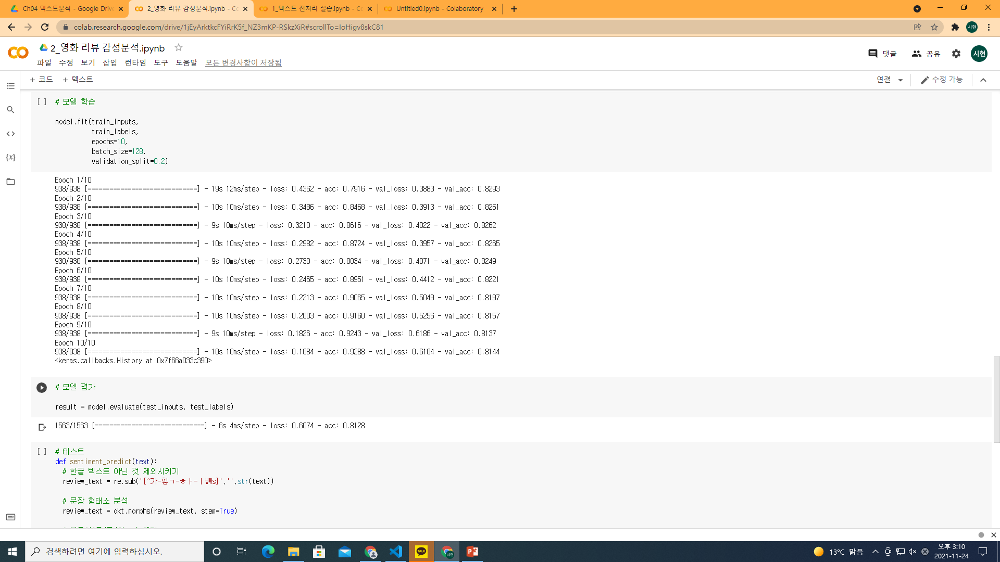 Ch04 텍스트분석 - Google Drive
2_영화 리뷰 감성분석.ipynb - Co
1_텍스트 전처리 실습.ipynb - Co
Untitled0.ipynb - Colaboratory
colab.research.google.com/drive/1jEyArktkcFYiRrK5f_NZ3mKP-RSkzXiR#scrollTo=IoHigv8skC81
시현
2_영화 리뷰 감성분석.ipynb
댓글 공유 시현
파일 수정 보기 삽입 런타임 도구 도움말 모든 변경사항이 저장됨
+ 코드 + 텍스트 연결 수정 가능
[ ] # 모델 학습
model.fit(train_inputs,
train_labels,
epochs=10,
batch_size=128,
validation_split=0.2)
Epoch 1/10
938/938 [==============================] - 19s 12ms/step - loss: 0.4362 - acc: 0.7916 - val_loss: 0.3883 - val_acc: 0.8293
Epoch 2/10
938/938 [==============================] - 10s 10ms/step - loss: 0.3486 - acc: 0.8468 - val_loss: 0.3913 - val_acc: 0.8261
Epoch 3/10
938/938 [==============================] - 9s 10ms/step - loss: 0.3210 - acc: 0.8616 - val_loss: 0.4022 - val_acc: 0.8262
Epoch 4/10
938/938 [==============================] - 10s 10ms/step - loss: 0.2982 - acc: 0.8724 - val_loss: 0.3957 - val_acc: 0.8265
Epoch 5/10
938/938 [==============================] - 9s 10ms/step - loss: 0.2730 - acc: 0.8834 - val_loss: 0.4071 - val_acc: 0.8249
Epoch 6/10
938/938 [==============================] - 10s 10ms/step - loss: 0.2465 - acc: 0.8951 - val_loss: 0.4412 - val_acc: 0.8221
Epoch 7/10
938/938 [==============================] - 10s 10ms/step - loss: 0.2213 - acc: 0.9065 - val_loss: 0.5049 - val_acc: 0.8197
Epoch 8/10
938/938 [==============================] - 10s 10ms/step - loss: 0.2003 - acc: 0.9160 - val_loss: 0.5256 - val_acc: 0.8157
Epoch 9/10
938/938 [==============================] - 9s 10ms/step - loss: 0.1826 - acc: 0.9243 - val_loss: 0.6186 - val_acc: 0.8137
Epoch 10/10
938/938 [==============================] - 10s 10ms/step - loss: 0.1684 - acc: 0.9288 - val_loss: 0.6104 - val_acc: 0.8144
<keras.callbacks.History at 0x7f66a033c390>
# 모델 평가
result = model.evaluate(test_inputs, test_labels)
1563/1563 [==============================] - 6s 4ms/step - loss: 0.6074 - acc: 0.8128
[ ] # 테스트
def sentiment_predict(text):
# 한글 텍스트 아닌 것 제외시키기
review_text = re.sub('[^가-힣ㄱ-ㅎㅏ-ㅣ₩₩s]','',str(text))
# 문장 형태소 분석
review_text = okt.morphs(review_text, stem=True)
검색하려면 여기에 입력하십시오.
TALK
시현
13°C 맑음
오후 3:10
2021-11-24